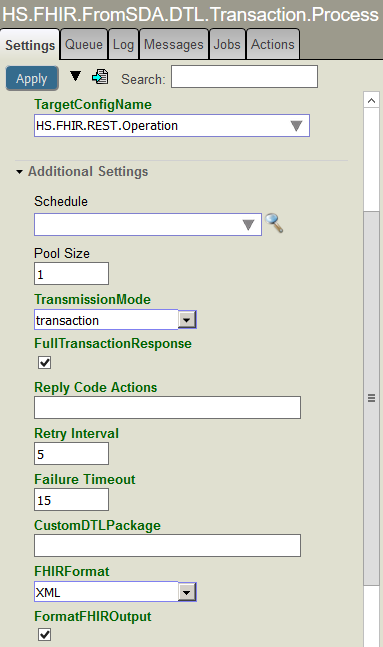 HS.FHIR.FromSDA.DTL.Transaction.Process
Settings Queue Log Messages Jobs Actions
Apply Search:
TargetConfigName
HS.FHIR.REST.Operation
Additional Settings
Schedule
Pool Size
1
TransmissionMode
transaction
FullTransactionResponse
Reply Code Actions
Retry Interval
5
Failure Timeout
15
CustomDTLPackage
FHIRFormat
XML
FormatFHIROutput